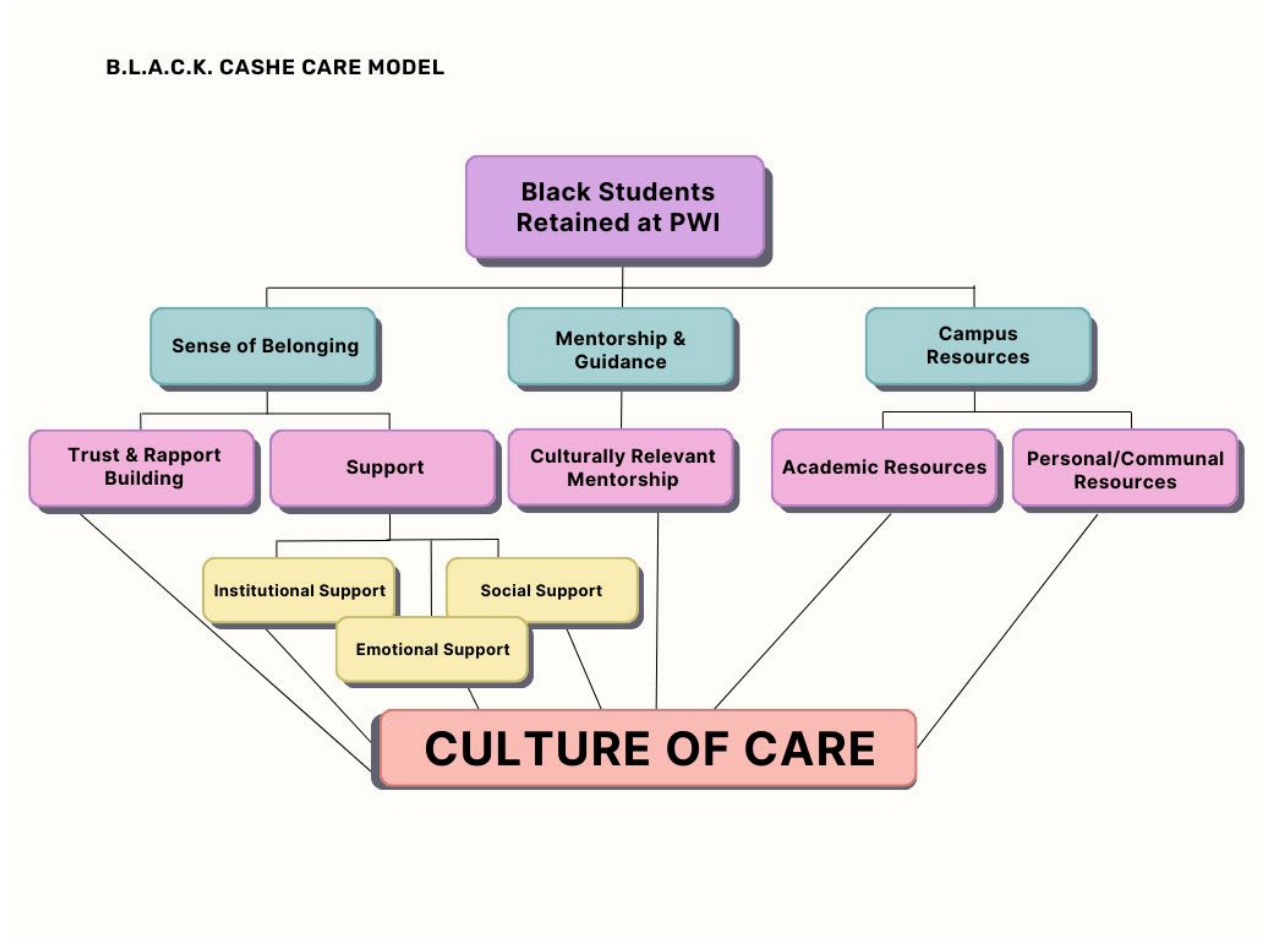 B.L.A.C.K. CASHE CARE MODEL
Black Students
Retained at PWI
Sense of Belonging
Mentorship &
Guidance
Campus
Resources
Trust & Rapport
Building
Support
Culturally Relevant
Mentorship
Academic Resources
Personal/Communal
Resources
Institutional Support
Social Support
Emotional Support
CULTURE OF CARE